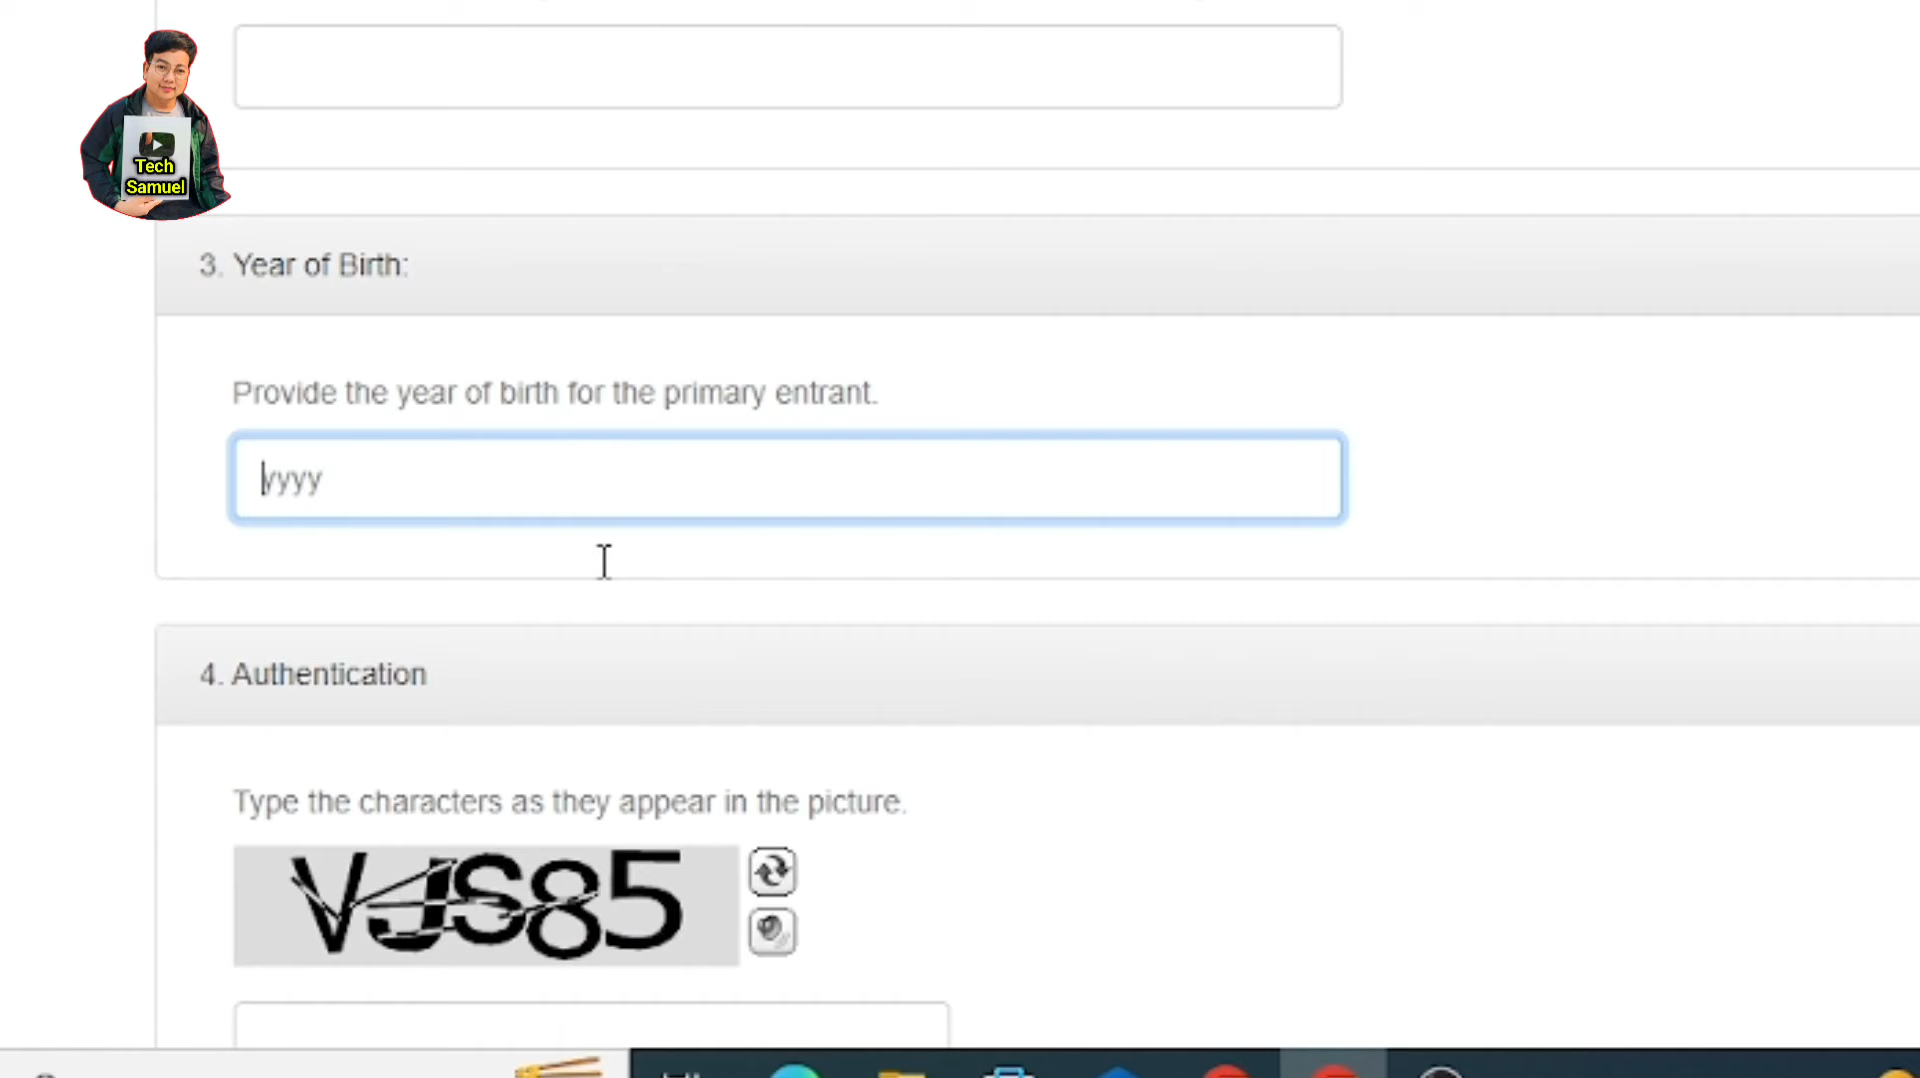 Tech
Samuel
3. Year of Birth:
Provide the year of birth for the primary entrant.
yyyy
4. Authentication
Type the characters as they appear in the picture.
VJS85